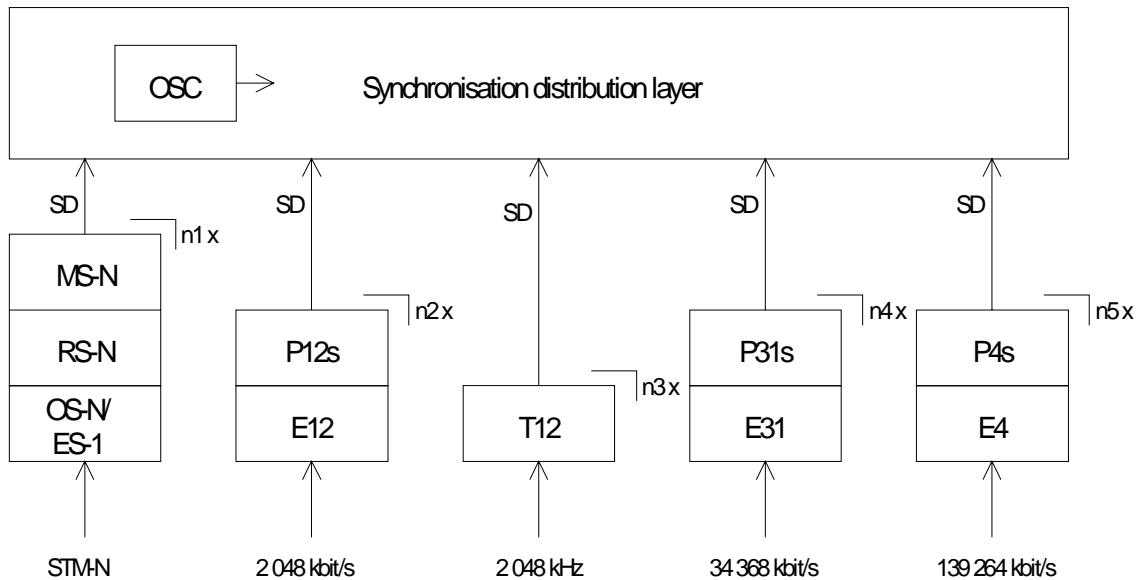 OSC
Synchronisation distribution layer
SD
SD
SD
SD
SD
n1 x
n2 x
n3 x
n4 x
n5 x
MS-N
RS-N
OS-N/
ES-1
P12s
E12
T12
P31s
E31
P4s
E4
STM-N
2 048 kbit/s
2 048 kHz
34 368 kbit/s
139 264 kbit/s